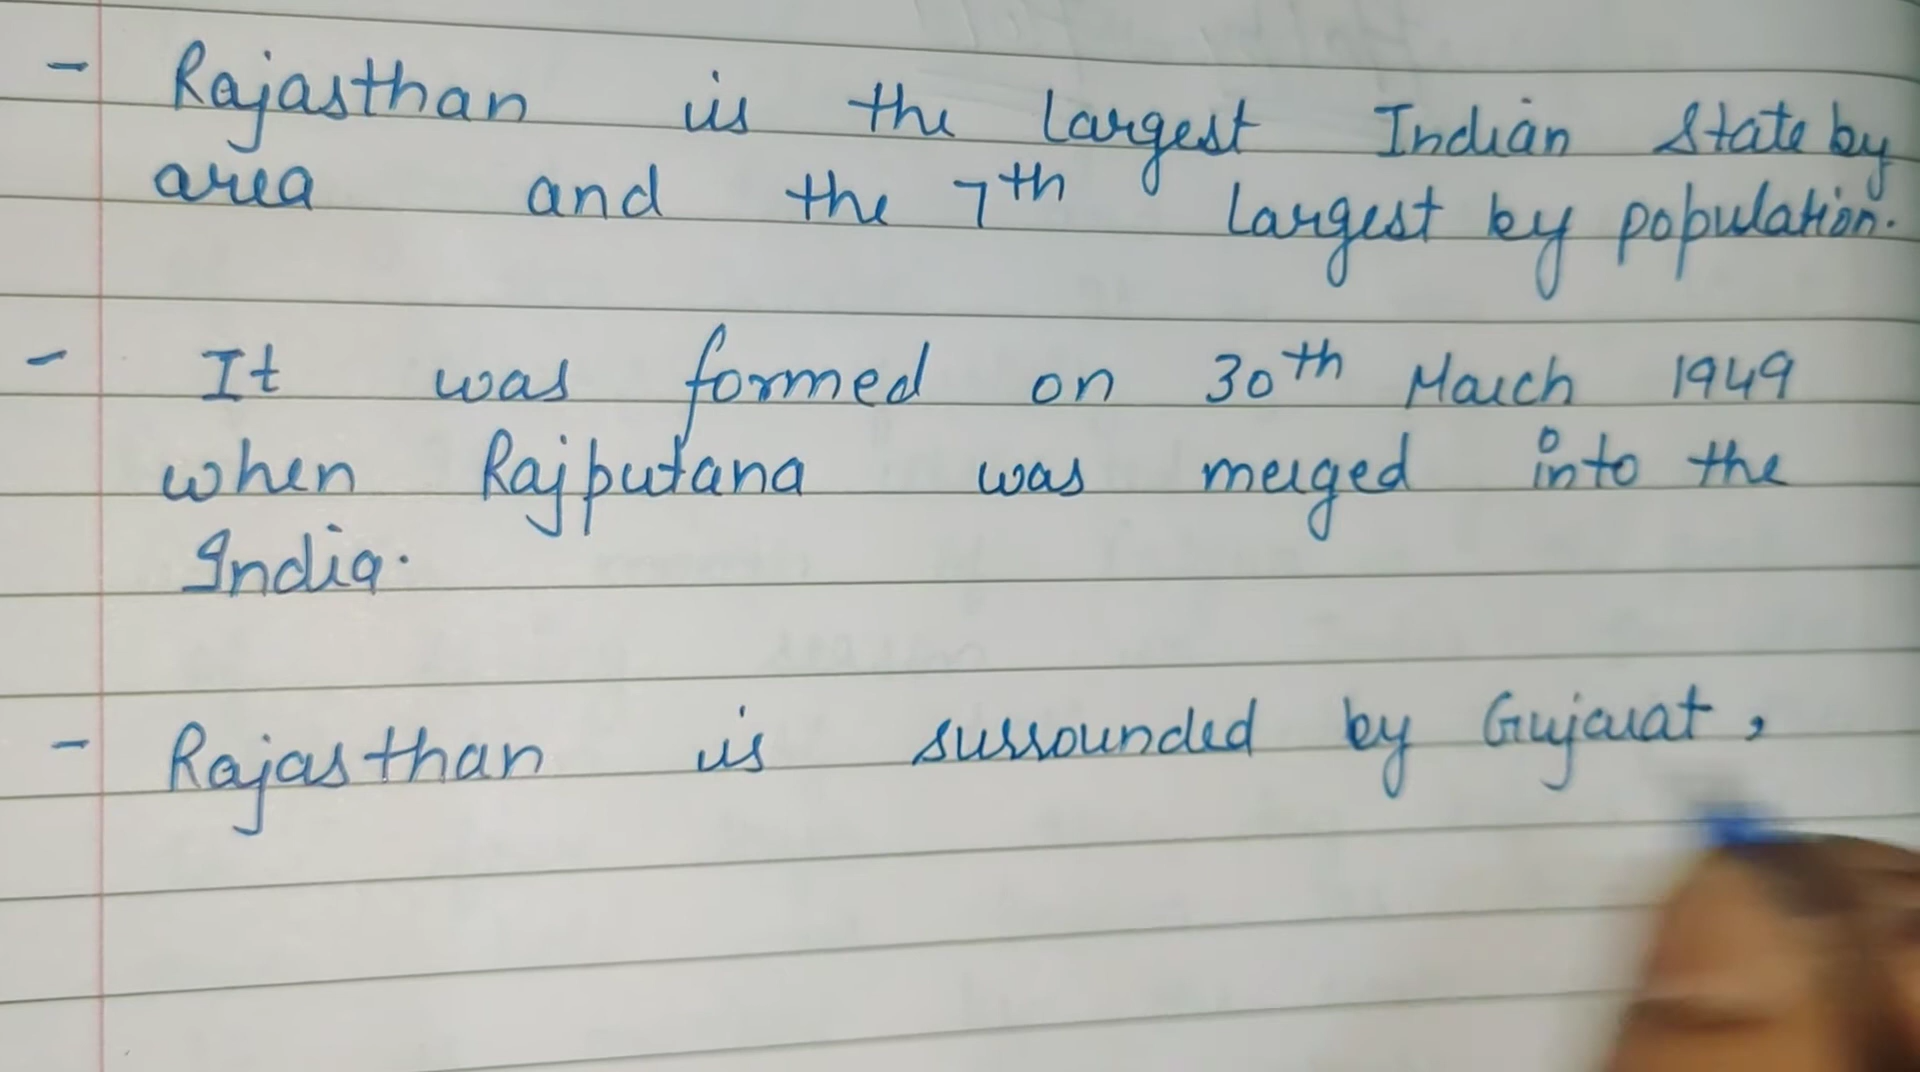 - Rajasthan is the largest Indian State by
area and the 7th largest by population.
- It was formed on 30th March 1949
when Rajputana was merged into the
India.
- Rajasthan is surrounded by Gujarat,